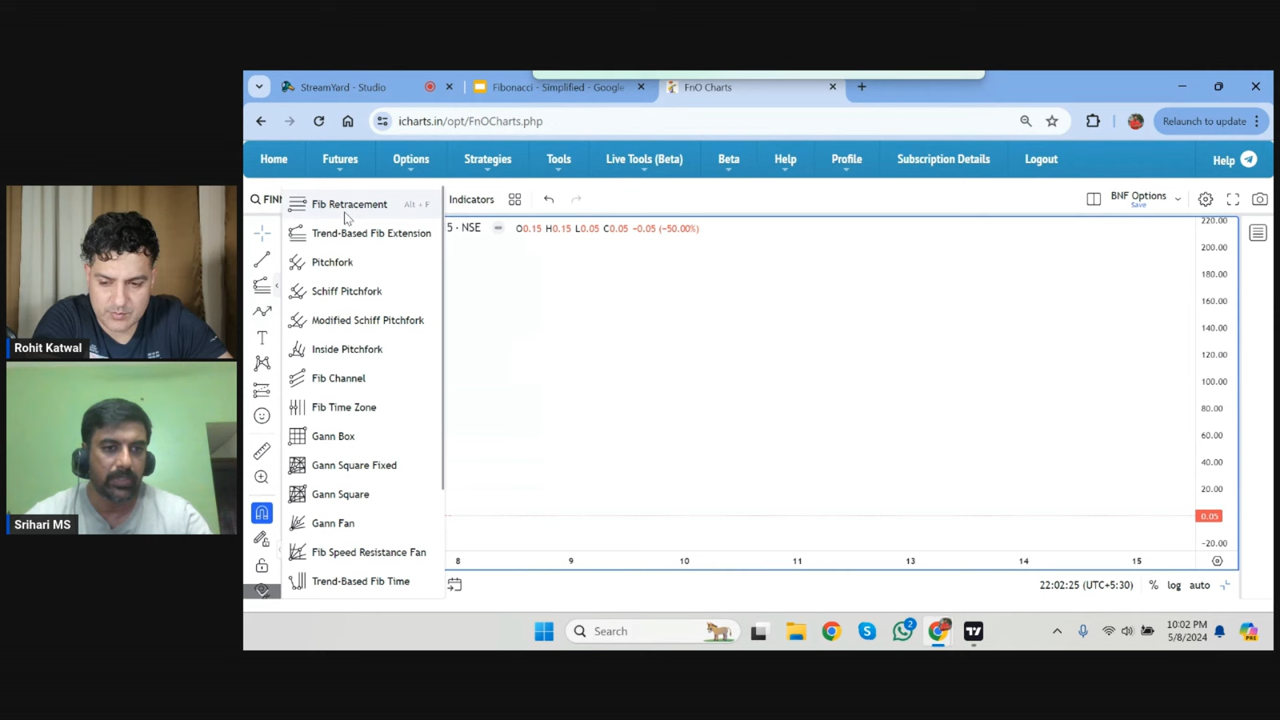 StreamYard - Studio
Fibonacci - Simplified - Google
FnO Charts
icharts.in/opt/FnOCharts.php
Relaunch to update
Home
Futures
Options
Strategies
Tools
Live Tools (Beta)
Beta
Help
Profile
Subscription Details
Logout
Help
FINN
Indicators
BNF Options
Save
Fib Retracement
Alt + F
Trend-Based Fib Extension
Pitchfork
Schiff Pitchfork
Modified Schiff Pitchfork
Inside Pitchfork
Fib Channel
Fib Time Zone
Gann Box
Gann Square Fixed
Gann Square
Gann Fan
Fib Speed Resistance Fan
Trend-Based Fib Time
5 · NSE
O0.15 H0.15 L0.05 C0.05 −0.05 (−50.00%)
220.00
200.00
180.00
160.00
140.00
120.00
100.00
80.00
60.00
40.00
20.00
0.05
−20.00
8 9 10 11 12 13 14 15
22:02:25 (UTC+5:30)
% log auto
Rohit Katwal
Srihari MS
Search
2
10:02 PM
5/8/2024
PRE